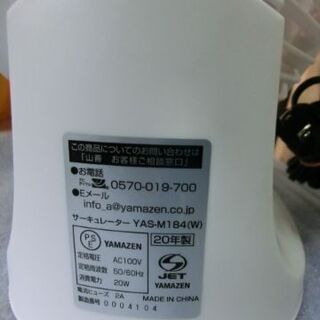 この商品についてのお問い合わせは
「山善 お客様ご相談窓口」
●お電話
0570-019-700
●Eメール
info_a@yamazen.co.jp
サーキュレーター YAS-M184(W)
PS
E
YAMAZEN
20年製
定格電圧 AC100V
定格周波数 50/60Hz
消費電力 20W
電流ヒューズ 2A
製造番号 0004104
S
JET
YAMAZEN
MADE IN CHINA